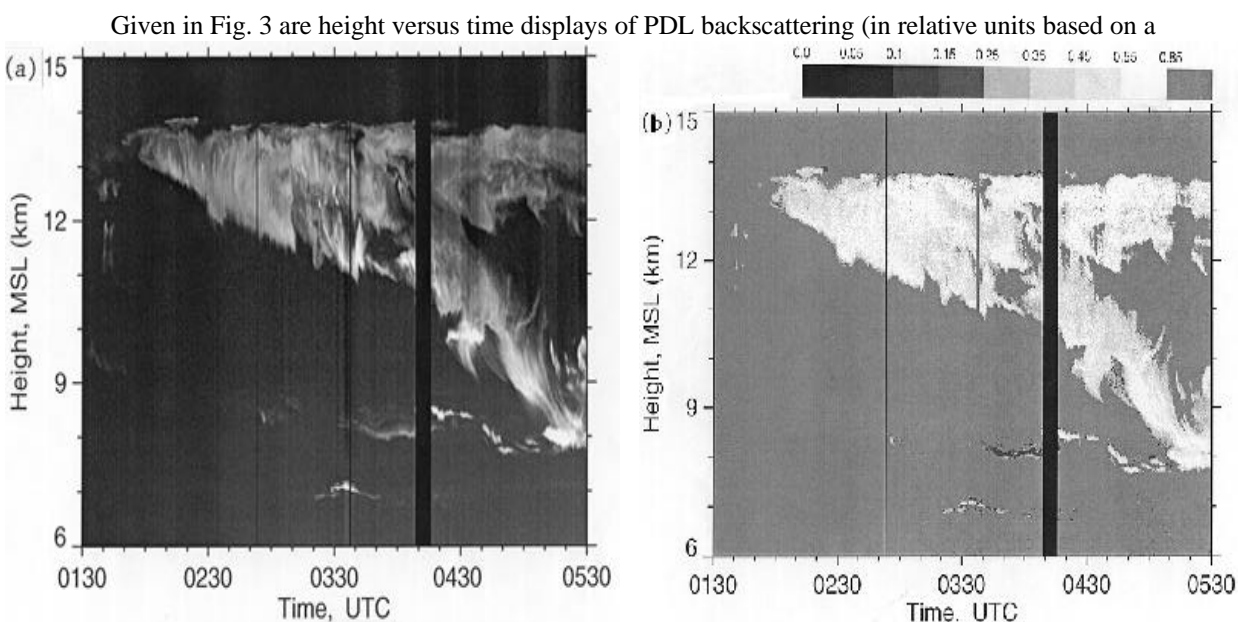 Given in Fig. 3 are height versus time displays of PDL backscattering (in relative units based on a
(a)
15
12
9
6
Height, MSL (km)
0130 0230 0330 0430 0530
Time, UTC
0.0 0.05 0.1 0.15 0.25 0.35 0.45 0.55 0.85
(b)
15
12
9
6
Height, MSL (km)
0130 0230 0330 0430 0530
Time. UTC